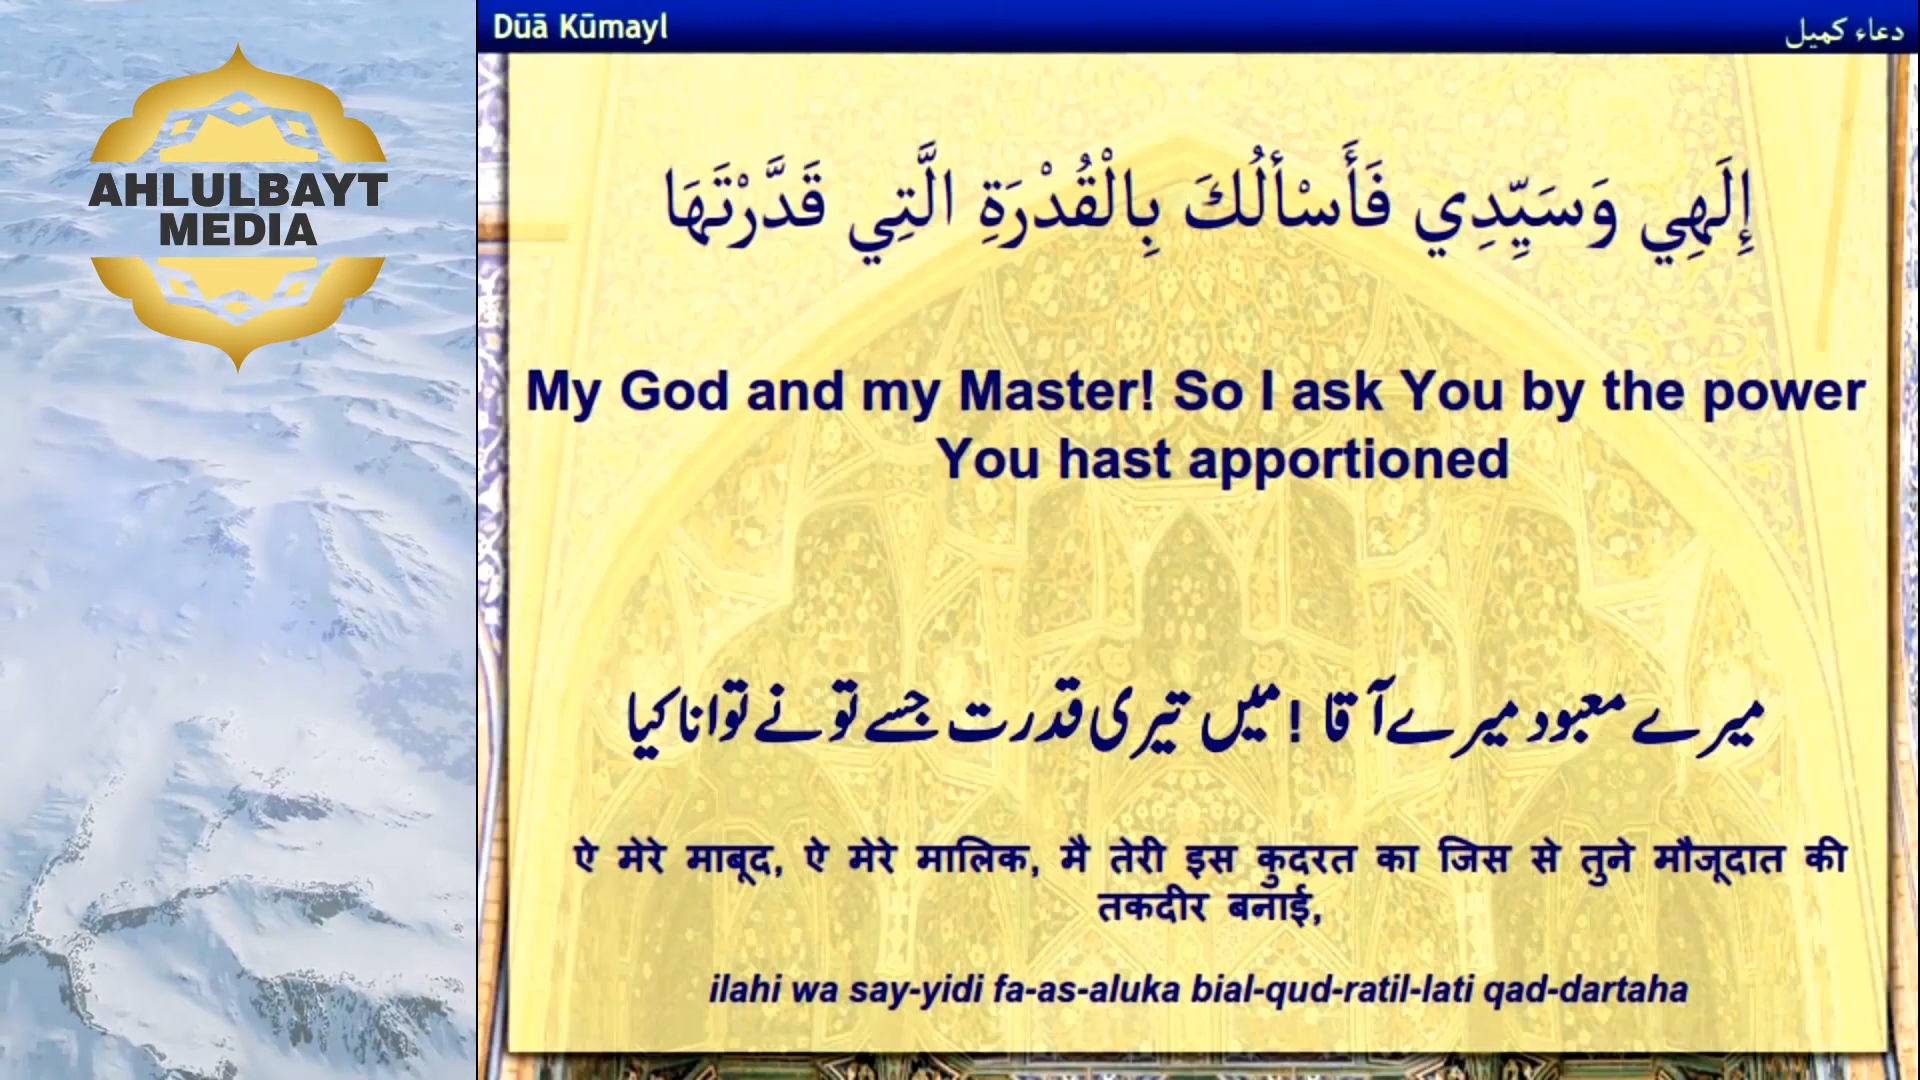 AHLULBAYT
MEDIA
Dūā Kūmayl
دعاء كميل
إِلَهِي وَسَيِّدِي فَأَسْأَلُكَ بِالْقُدْرَةِ الَّتِي قَدَّرْتَهَا
My God and my Master! So I ask You by the power
You hast apportioned
میرے معبود میرے آقا ! میں تیری قدرت جسے تو نے توانا کیا
ऐ मेरे माबूद, ऐ मेरे मालिक, मै तेरी इस कुदरत का जिस से तुने मौजूदात की
तकदीर बनाई,
ilahi wa say-yidi fa-as-aluka bial-qud-ratil-lati qad-dartaha